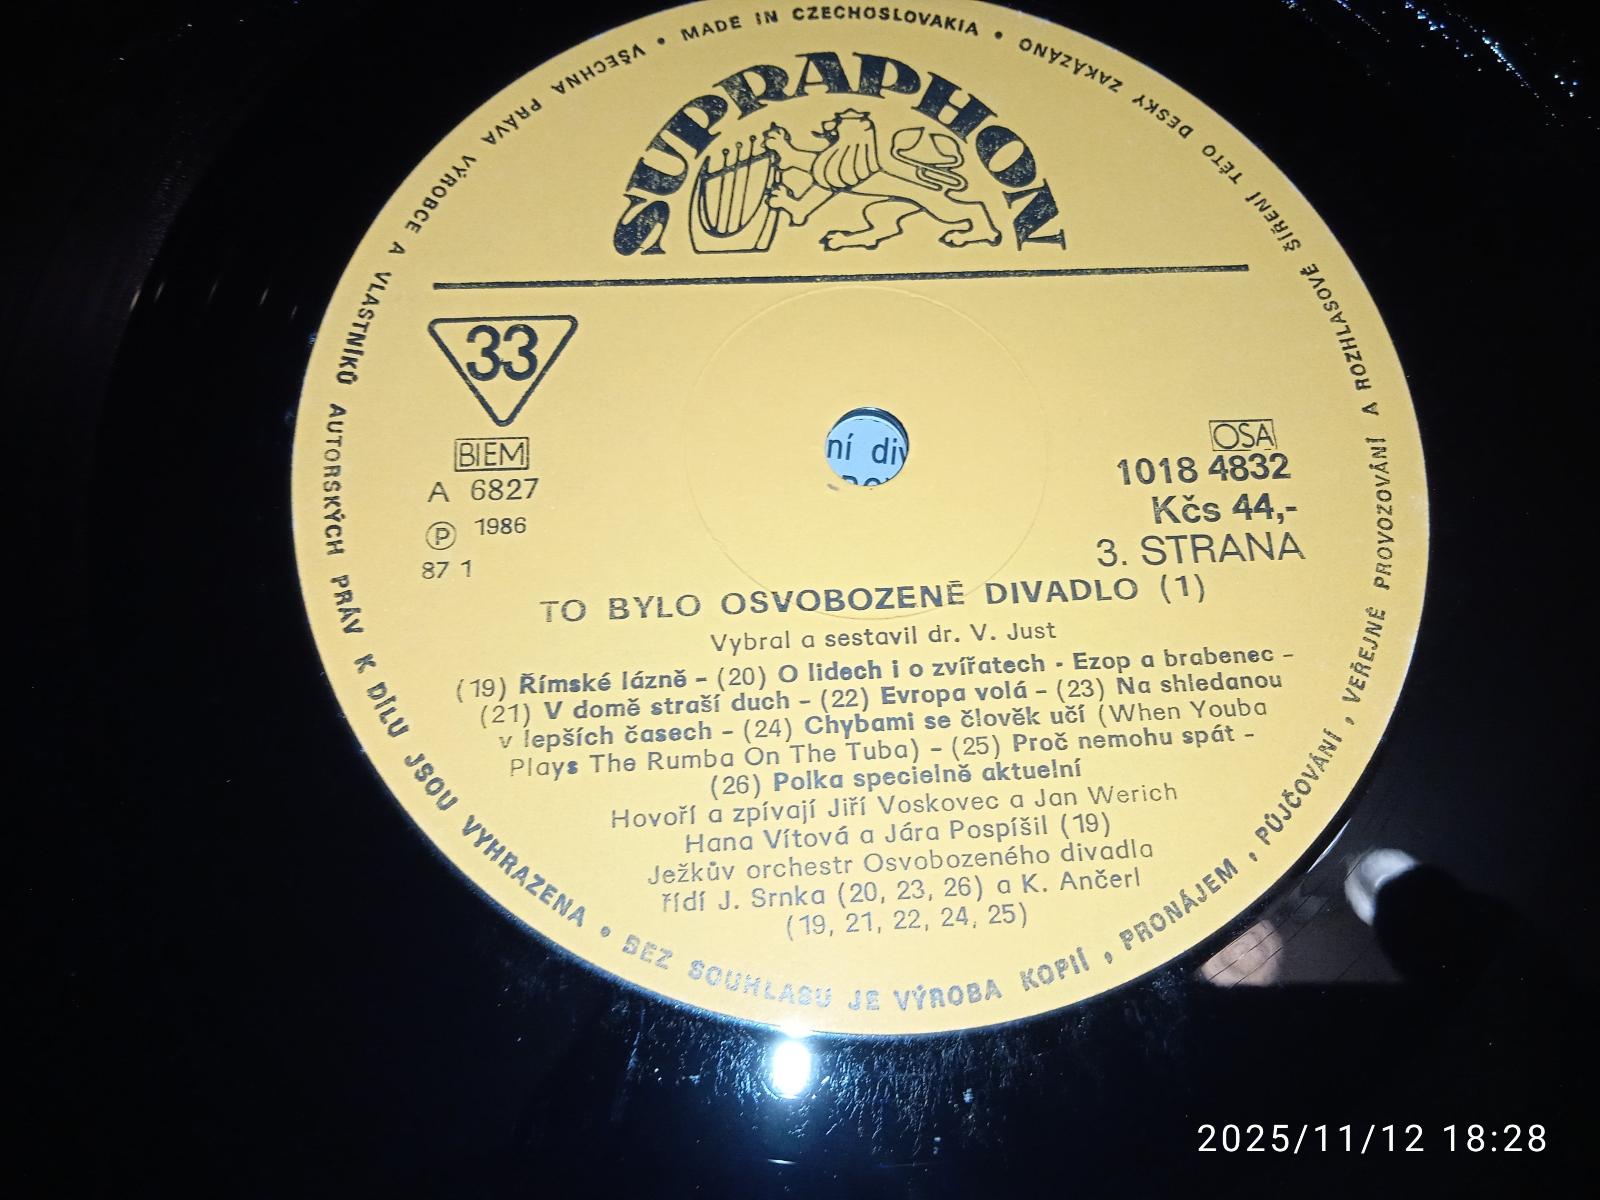 VŠECHNA PRÁVA VÝROBCE A VLASTNÍKŮ AUTORSKÝCH PRÁV K DÍLU JSOU VYHRAZENA • BEZ SOUHLASU JE VÝROBA KOPIÍ, PRONÁJEM, PŮJČOVÁNÍ, VEŘEJNÉ PROVOZOVÁNÍ A ROZHLASOVÉ ŠÍŘENÍ TÉTO DESKY ZAKÁZÁNO • MADE IN CZECHOSLOVAKIA •
SUPRAPHON
33
BIEM
A 6827
Ⓟ 1986
87 1
ní div
OSA
1018 4832
Kčs 44,-
3. STRANA
TO BYLO OSVOBOZENÉ DIVADLO (1)
Vybral a sestavil dr. V. Just
(19) Římské lázně – (20) O lidech i o zvířatech - Ezop a brabenec –
(21) V domě straší duch – (22) Evropa volá – (23) Na shledanou
v lepších časech – (24) Chybami se člověk učí (When Youba
Plays The Rumba On The Tuba) – (25) Proč nemohu spát –
(26) Polka specielně aktuelní
Hovoří a zpívají Jiří Voskovec a Jan Werich
Hana Vítová a Jára Pospíšil (19)
Ježkův orchestr Osvobozeného divadla
řídí J. Srnka (20, 23, 26) a K. Ančerl
(19, 21, 22, 24, 25)
2025/11/12 18:28